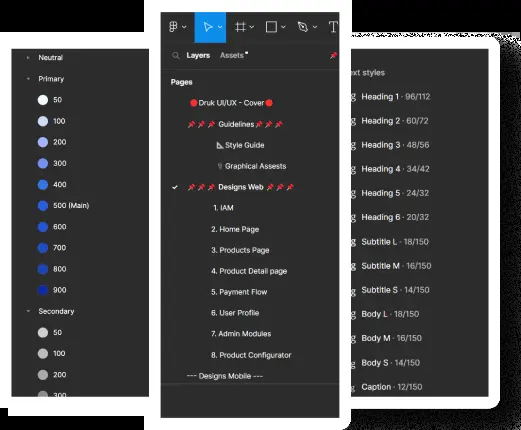 Neutral
Primary
50
100
200
300
400
500 (Main)
600
700
800
900
Secondary
50
100
200
300
Layers
Assets
Pages
Druk UI/UX - Cover
Guidelines
Style Guide
Graphical Assests
Designs Web
1. IAM
2. Home Page
3. Products Page
4. Product Detail page
5. Payment Flow
6. User Profile
7. Admin Modules
8. Product Configurator
--- Designs Mobile ---
ext styles
Heading 1 · 96/112
Heading 2 · 60/72
Heading 3 · 48/56
Heading 4 · 34/42
Heading 5 · 24/32
Heading 6 · 20/32
Subtitle L · 18/150
Subtitle M · 16/150
Subtitle S · 14/150
Body L · 18/150
Body M · 16/150
Body S · 14/150
Caption · 12/150